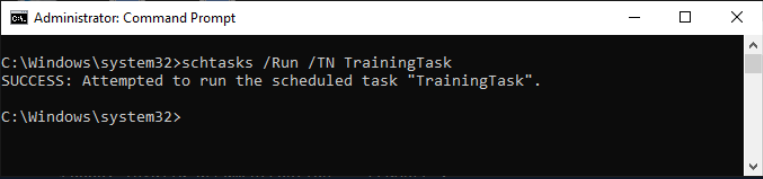 Administrator: Command Prompt
C:\Windows\system32>schtasks /Run /TN TrainingTask
SUCCESS: Attempted to run the scheduled task "TrainingTask".
C:\Windows\system32>